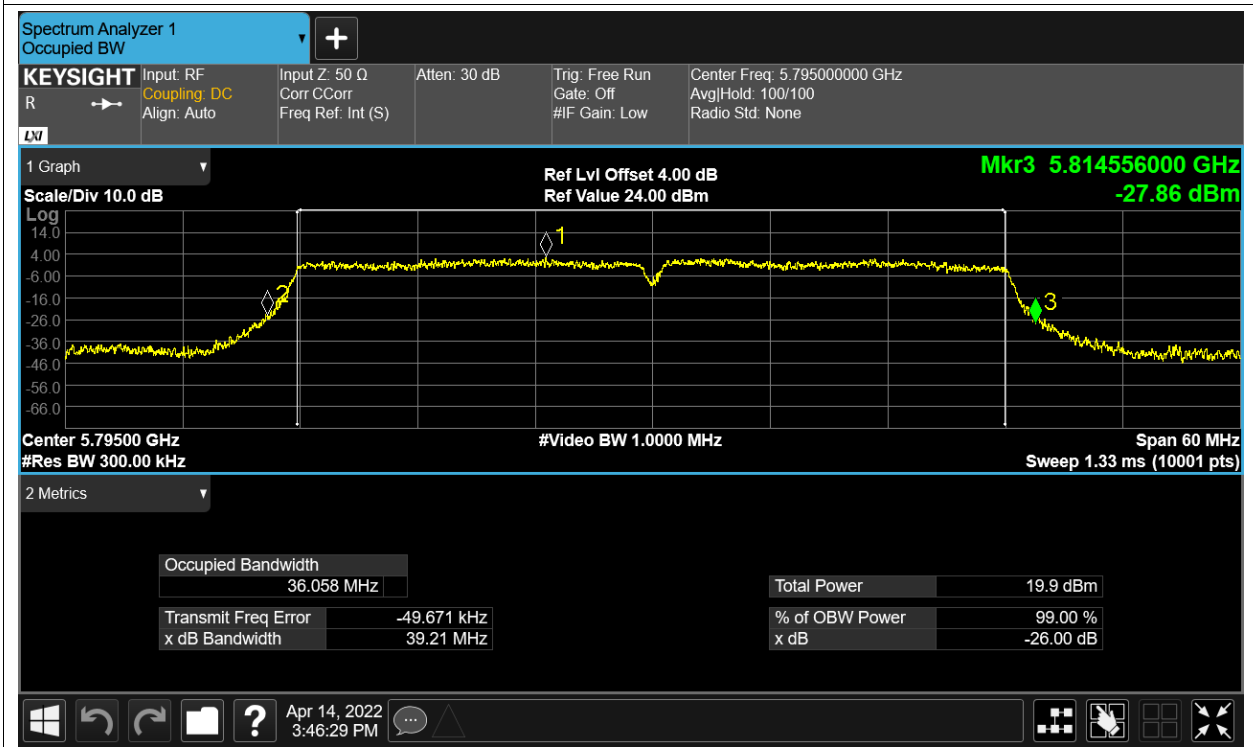 Spectrum Analyzer 1
Occupied BW
KEYSIGHT
R
LXI
Input: RF
Coupling: DC
Align: Auto
Input Z: 50 Ω
Corr CCorr
Freq Ref: Int (S)
Atten: 30 dB
Trig: Free Run
Gate: Off
#IF Gain: Low
Center Freq: 5.795000000 GHz
Avg|Hold: 100/100
Radio Std: None
1 Graph
Scale/Div 10.0 dB
Ref Lvl Offset 4.00 dB
Ref Value 24.00 dBm
Mkr3 5.814556000 GHz
-27.86 dBm
Log
14.0
4.00
-6.00
-16.0
-26.0
-36.0
-46.0
-56.0
-66.0
1
2
3
Center 5.79500 GHz
#Res BW 300.00 kHz
#Video BW 1.0000 MHz
Span 60 MHz
Sweep 1.33 ms (10001 pts)
2 Metrics
Occupied Bandwidth
36.058 MHz
Transmit Freq Error -49.671 kHz
x dB Bandwidth 39.21 MHz
Total Power 19.9 dBm
% of OBW Power 99.00 %
x dB -26.00 dB
?
Apr 14, 2022
3:46:29 PM